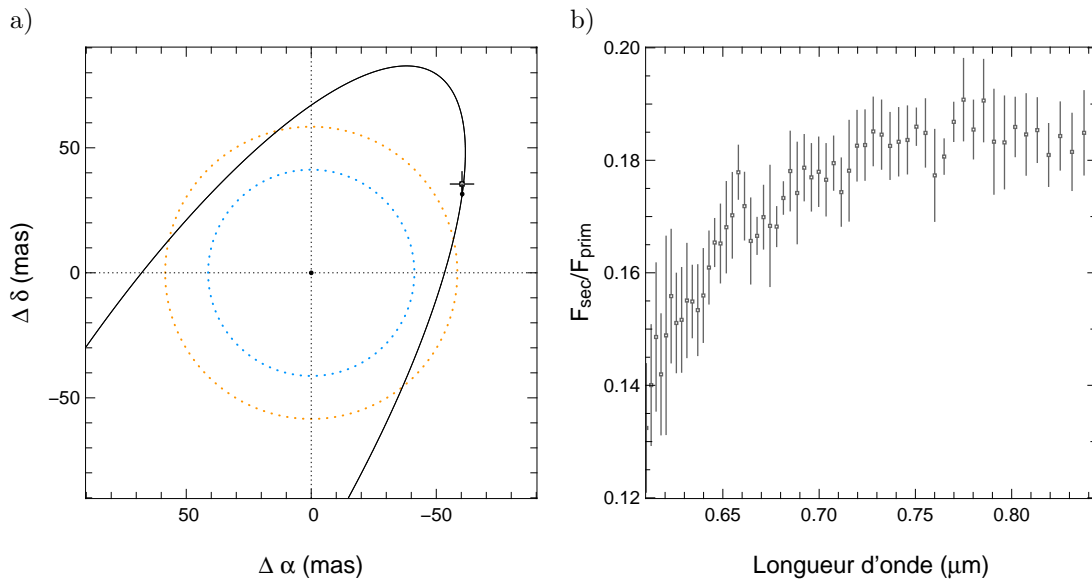 a)
50
0
−50
Δ δ (mas)
50
0
−50
Δ α (mas)
b)
0.20
0.18
0.16
0.14
0.12
F_sec/F_prim
0.65
0.70
0.75
0.80
Longueur d'onde (μm)